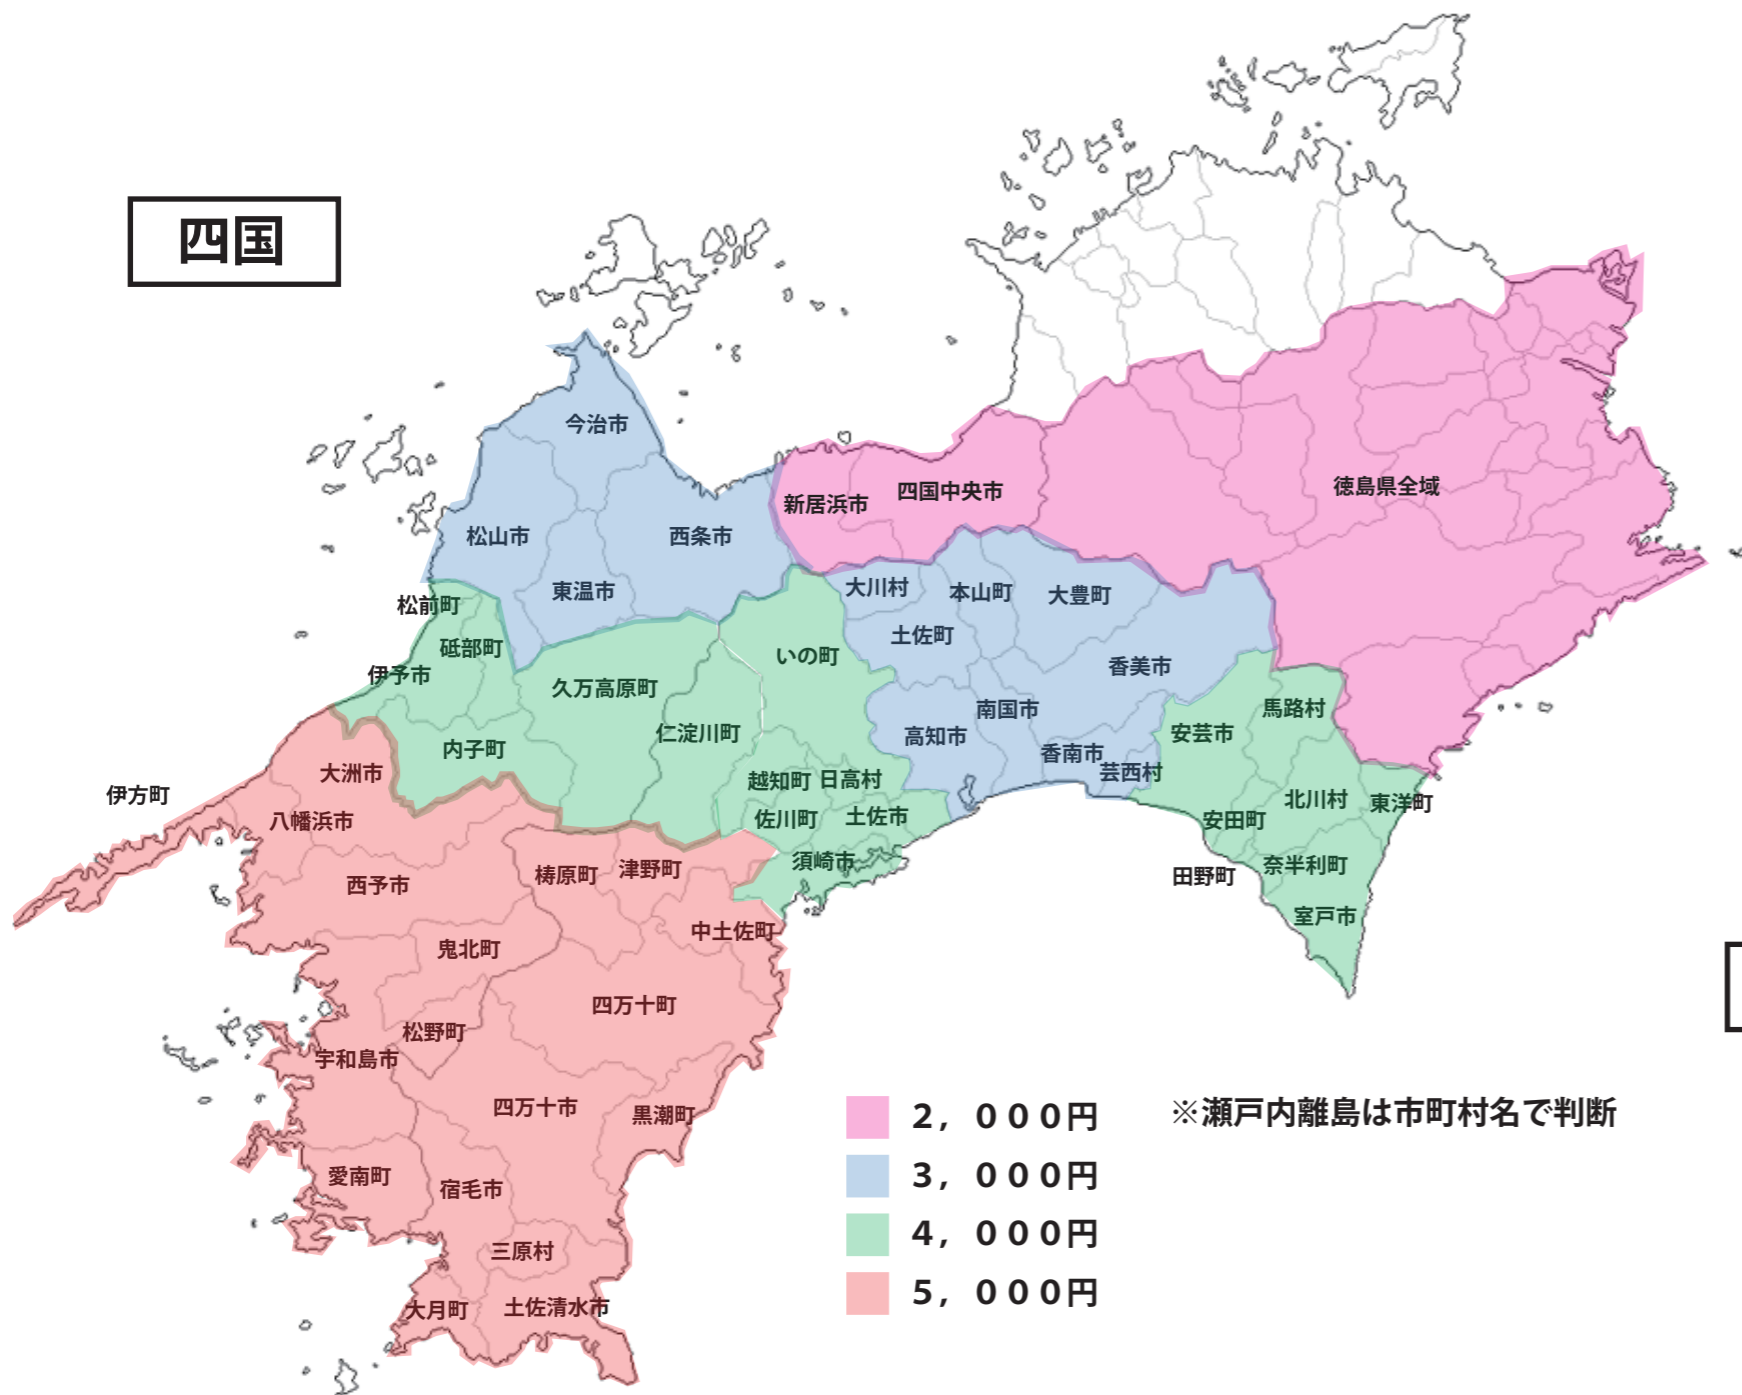 四国
今治市
新居浜市
四国中央市
徳島県全域
松山市
西条市
東温市
大川村
本山町
大豊町
松前町
砥部町
土佐町
伊予市
いの町
香美市
久万高原町
馬路村
南国市
仁淀川町
高知市
安芸市
内子町
香南市
大洲市
芸西村
越知町
日高村
伊方町
北川村
東洋町
八幡浜市
佐川町
土佐市
安田町
須崎市
奈半利町
津野町
梼原町
田野町
西予市
室戸市
中土佐町
鬼北町
四万十町
松野町
宇和島市
四万十市
黒潮町
愛南町
宿毛市
三原村
大月町
土佐清水市
2，０００円
3，０００円
4，０００円
5，０００円
※瀬戸内離島は市町村名で判断